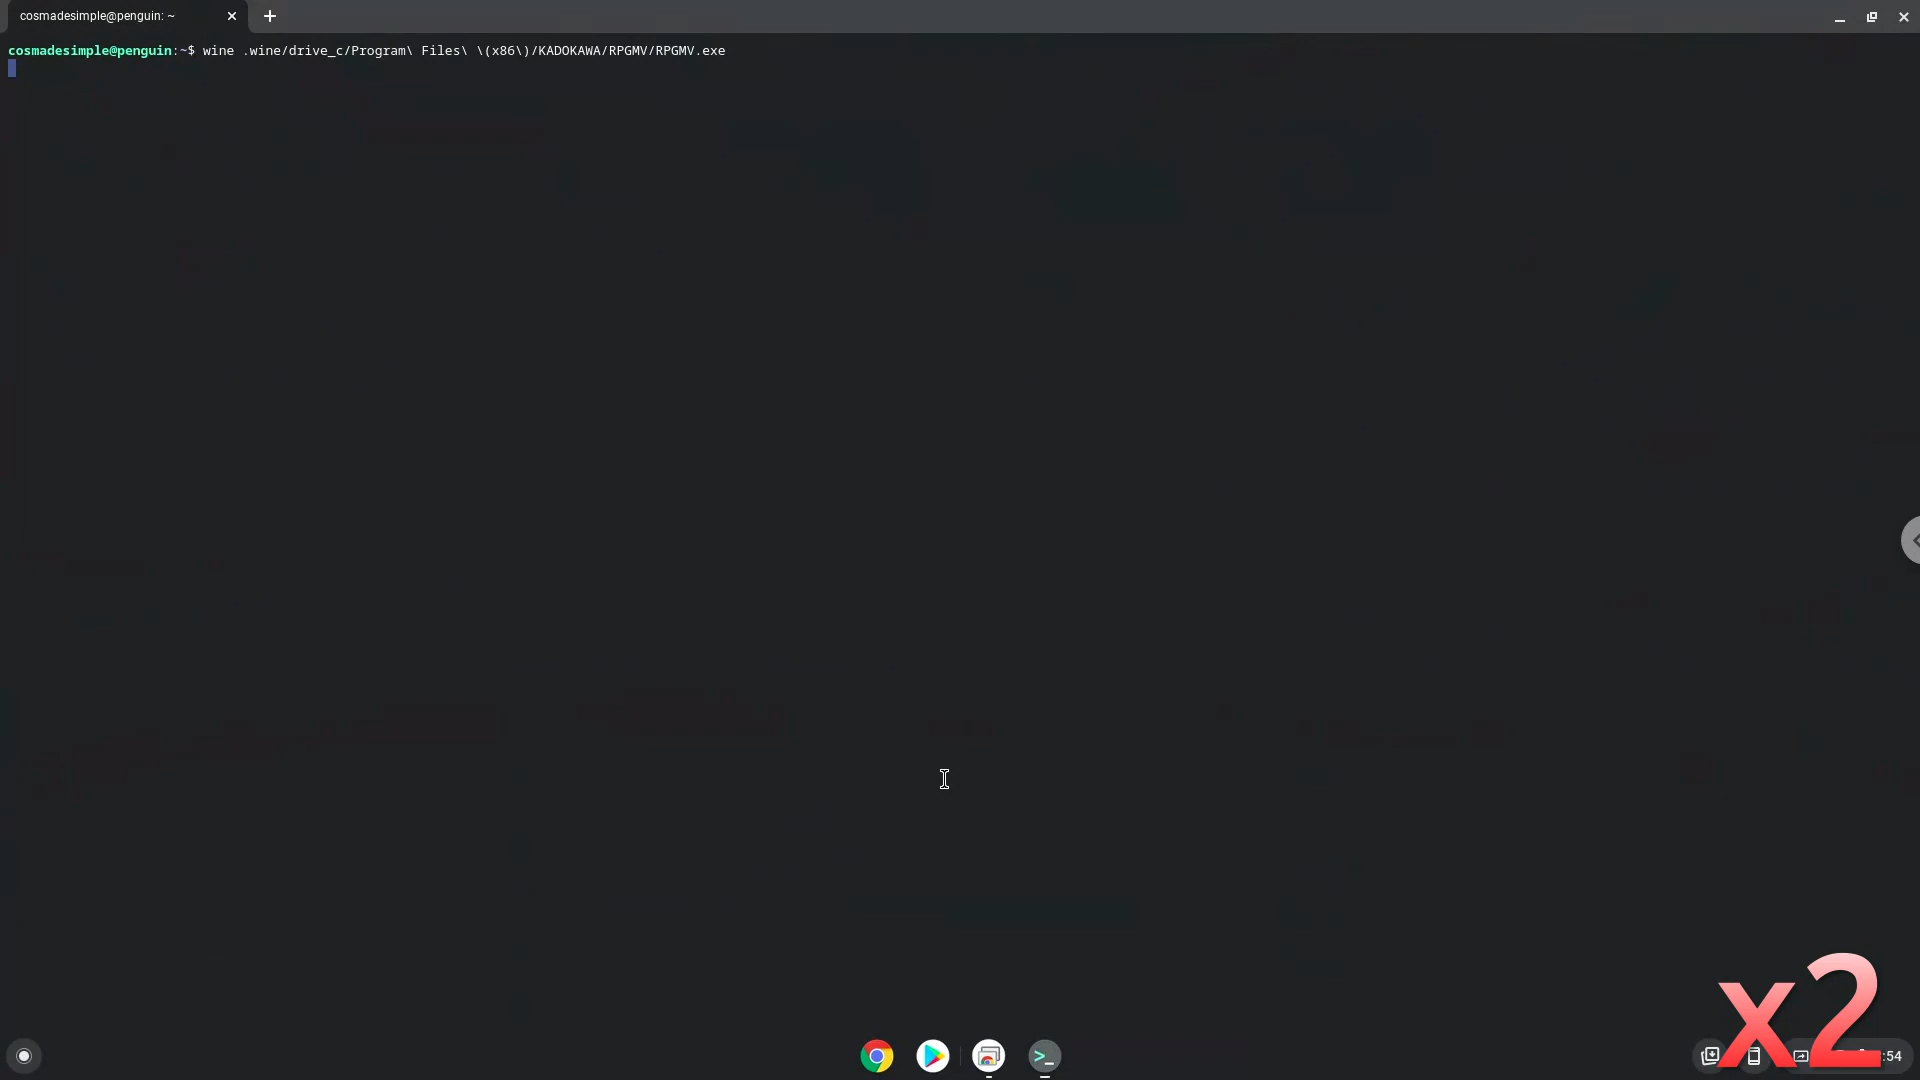 cosmadesimple@penguin: ~
cosmadesimple@penguin:~$ wine .wine/drive_c/Program\ Files\ \(x86\)/KADOKAWA/RPGMV/RPGMV.exe
x2
:54